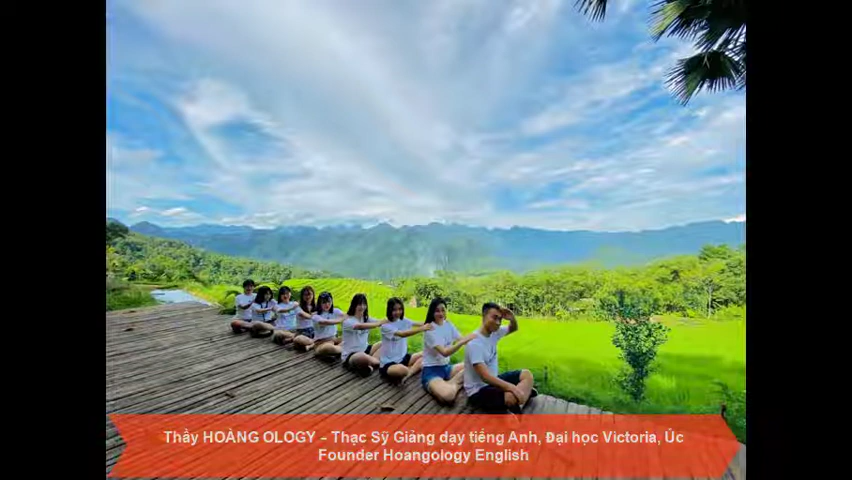 Thầy HOÀNG OLOGY - Thạc Sỹ Giảng dạy tiếng Anh, Đại học Victoria, Úc
Founder Hoangology English